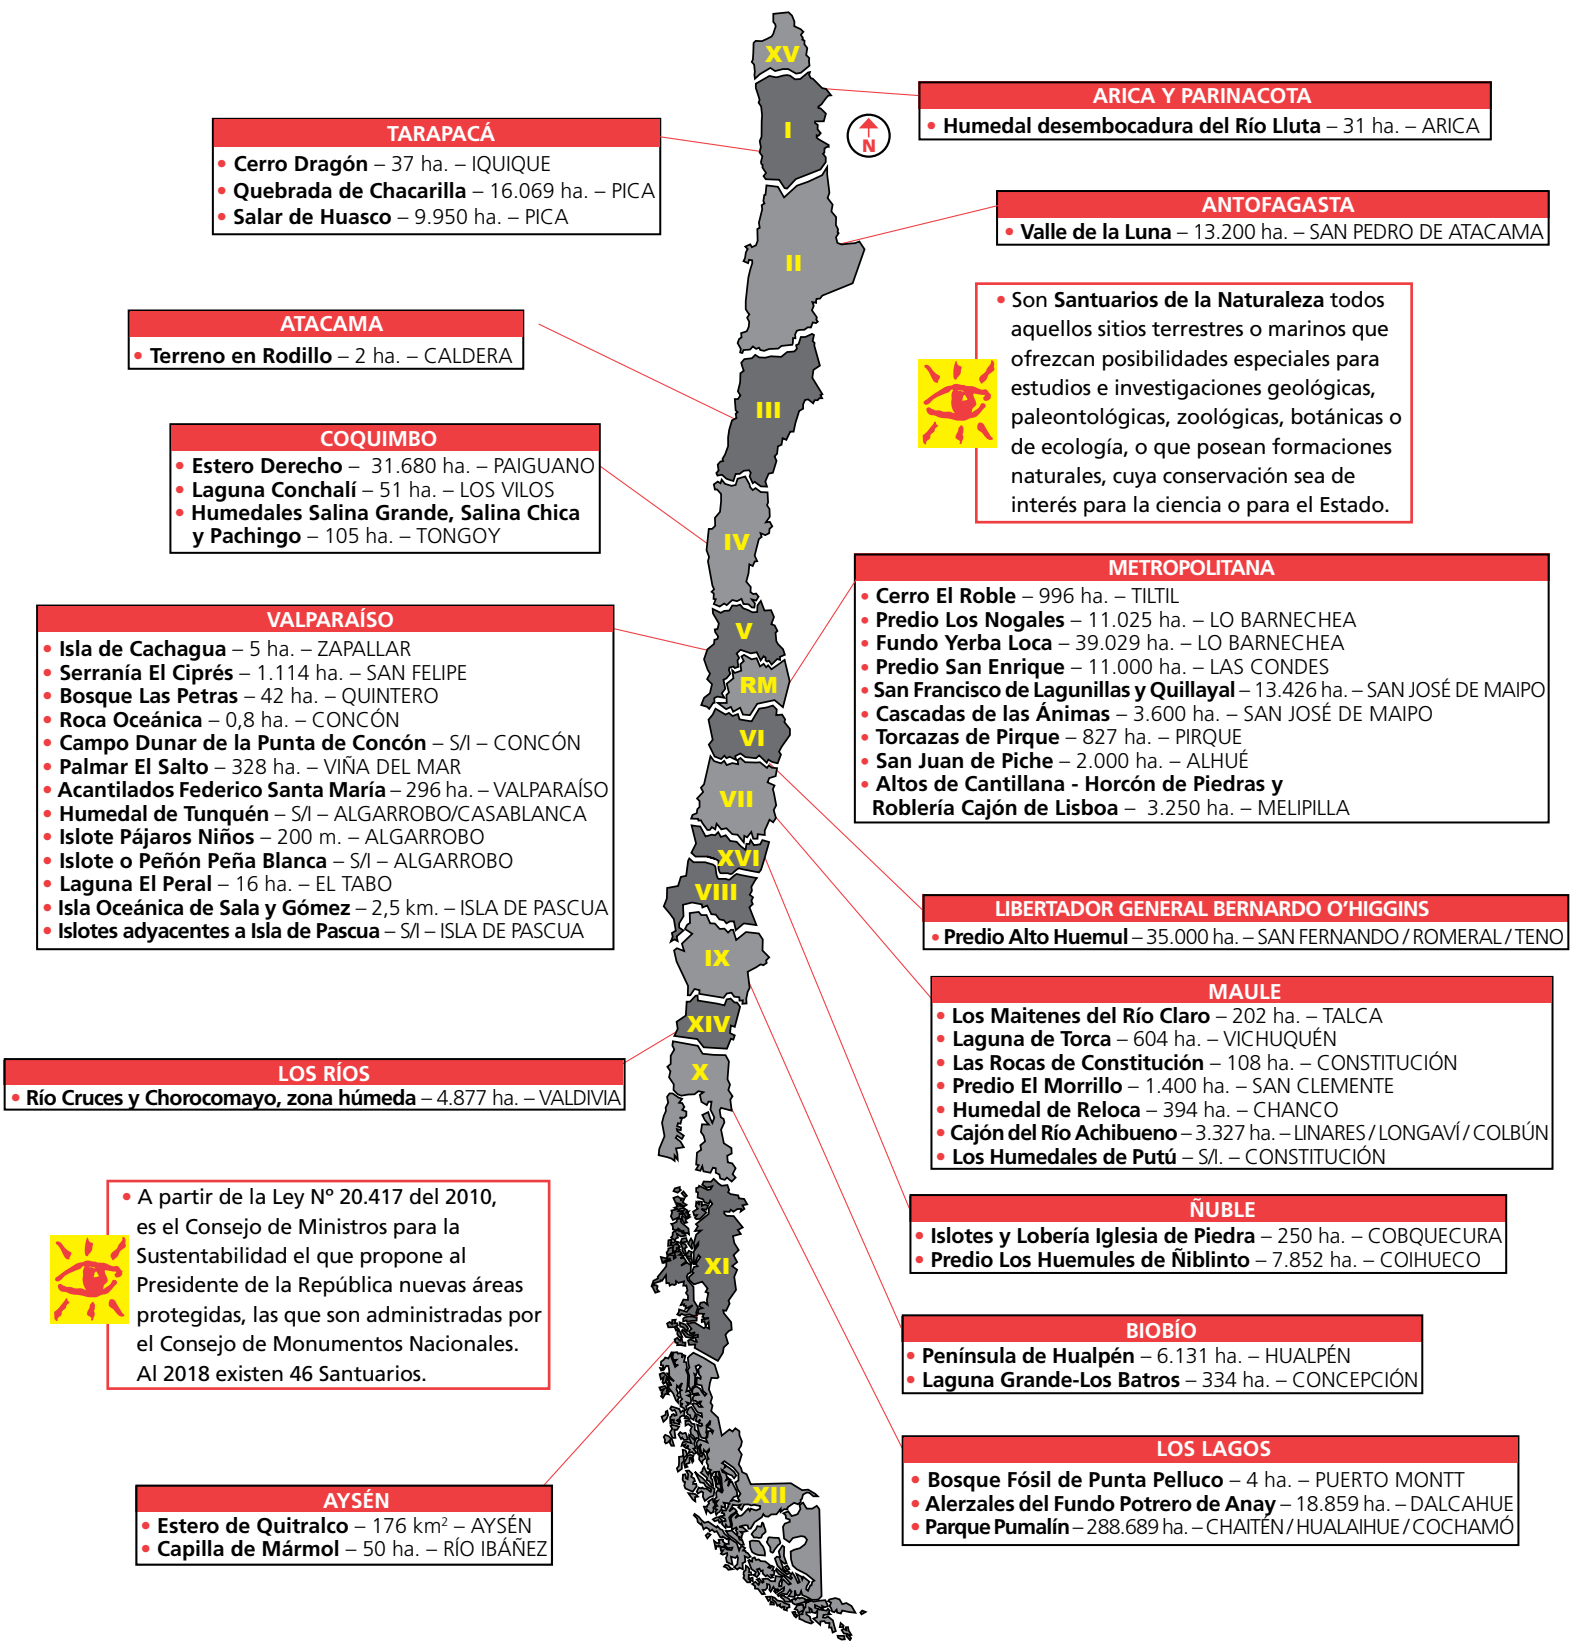 XV
I
II
III
IV
V
RM
VI
VII
XVI
VIII
IX
XIV
X
XI
XII
N
ARICA Y PARINACOTA
• Humedal desembocadura del Río Lluta – 31 ha. – ARICA
TARAPACÁ
• Cerro Dragón – 37 ha. – IQUIQUE
• Quebrada de Chacarilla – 16.069 ha. – PICA
• Salar de Huasco – 9.950 ha. – PICA
ANTOFAGASTA
• Valle de la Luna – 13.200 ha. – SAN PEDRO DE ATACAMA
• Son Santuarios de la Naturaleza todos
aquellos sitios terrestres o marinos que
ofrezcan posibilidades especiales para
estudios e investigaciones geológicas,
paleontológicas, zoológicas, botánicas o
de ecología, o que posean formaciones
naturales, cuya conservación sea de
interés para la ciencia o para el Estado.
ATACAMA
• Terreno en Rodillo – 2 ha. – CALDERA
COQUIMBO
• Estero Derecho – 31.680 ha. – PAIGUANO
• Laguna Conchalí – 51 ha. – LOS VILOS
• Humedales Salina Grande, Salina Chica
y Pachingo – 105 ha. – TONGOY
METROPOLITANA
• Cerro El Roble – 996 ha. – TILTIL
• Predio Los Nogales – 11.025 ha. – LO BARNECHEA
• Fundo Yerba Loca – 39.029 ha. – LO BARNECHEA
• Predio San Enrique – 11.000 ha. – LAS CONDES
• San Francisco de Lagunillas y Quillayal – 13.426 ha. – SAN JOSÉ DE MAIPO
• Cascadas de las Ánimas – 3.600 ha. – SAN JOSÉ DE MAIPO
• Torcazas de Pirque – 827 ha. – PIRQUE
• San Juan de Piche – 2.000 ha. – ALHUÉ
• Altos de Cantillana - Horcón de Piedras y
Roblería Cajón de Lisboa – 3.250 ha. – MELIPILLA
VALPARAÍSO
• Isla de Cachagua – 5 ha. – ZAPALLAR
• Serranía El Ciprés – 1.114 ha. – SAN FELIPE
• Bosque Las Petras – 42 ha. – QUINTERO
• Roca Oceánica – 0,8 ha. – CONCÓN
• Campo Dunar de la Punta de Concón – S/I – CONCÓN
• Palmar El Salto – 328 ha. – VIÑA DEL MAR
• Acantilados Federico Santa María – 296 ha. – VALPARAÍSO
• Humedal de Tunquén – S/I – ALGARROBO/CASABLANCA
• Islote Pájaros Niños – 200 m. – ALGARROBO
• Islote o Peñón Peña Blanca – S/I – ALGARROBO
• Laguna El Peral – 16 ha. – EL TABO
• Isla Oceánica de Sala y Gómez – 2,5 km. – ISLA DE PASCUA
• Islotes adyacentes a Isla de Pascua – S/I – ISLA DE PASCUA
LIBERTADOR GENERAL BERNARDO O'HIGGINS
• Predio Alto Huemul – 35.000 ha. – SAN FERNANDO / ROMERAL / TENO
MAULE
• Los Maitenes del Río Claro – 202 ha. – TALCA
• Laguna de Torca – 604 ha. – VICHUQUÉN
• Las Rocas de Constitución – 108 ha. – CONSTITUCIÓN
• Predio El Morrillo – 1.400 ha. – SAN CLEMENTE
• Humedal de Reloca – 394 ha. – CHANCO
• Cajón del Río Achibueno – 3.327 ha. – LINARES / LONGAVÍ / COLBÚN
• Los Humedales de Putú – S/I. – CONSTITUCIÓN
LOS RÍOS
• Río Cruces y Chorocomayo, zona húmeda – 4.877 ha. – VALDIVIA
• A partir de la Ley Nº 20.417 del 2010,
es el Consejo de Ministros para la
Sustentabilidad el que propone al
Presidente de la República nuevas áreas
protegidas, las que son administradas por
el Consejo de Monumentos Nacionales.
Al 2018 existen 46 Santuarios.
ÑUBLE
• Islotes y Lobería Iglesia de Piedra – 250 ha. – COBQUECURA
• Predio Los Huemules de Ñiblinto – 7.852 ha. – COIHUECO
BIOBÍO
• Península de Hualpén – 6.131 ha. – HUALPÉN
• Laguna Grande-Los Batros – 334 ha. – CONCEPCIÓN
LOS LAGOS
• Bosque Fósil de Punta Pelluco – 4 ha. – PUERTO MONTT
• Alerzales del Fundo Potrero de Anay – 18.859 ha. – DALCAHUE
• Parque Pumalín – 288.689 ha. – CHAITÉN / HUALAIHUE / COCHAMÓ
AYSÉN
• Estero de Quitralco – 176 km² – AYSÉN
• Capilla de Mármol – 50 ha. – RÍO IBÁÑEZ